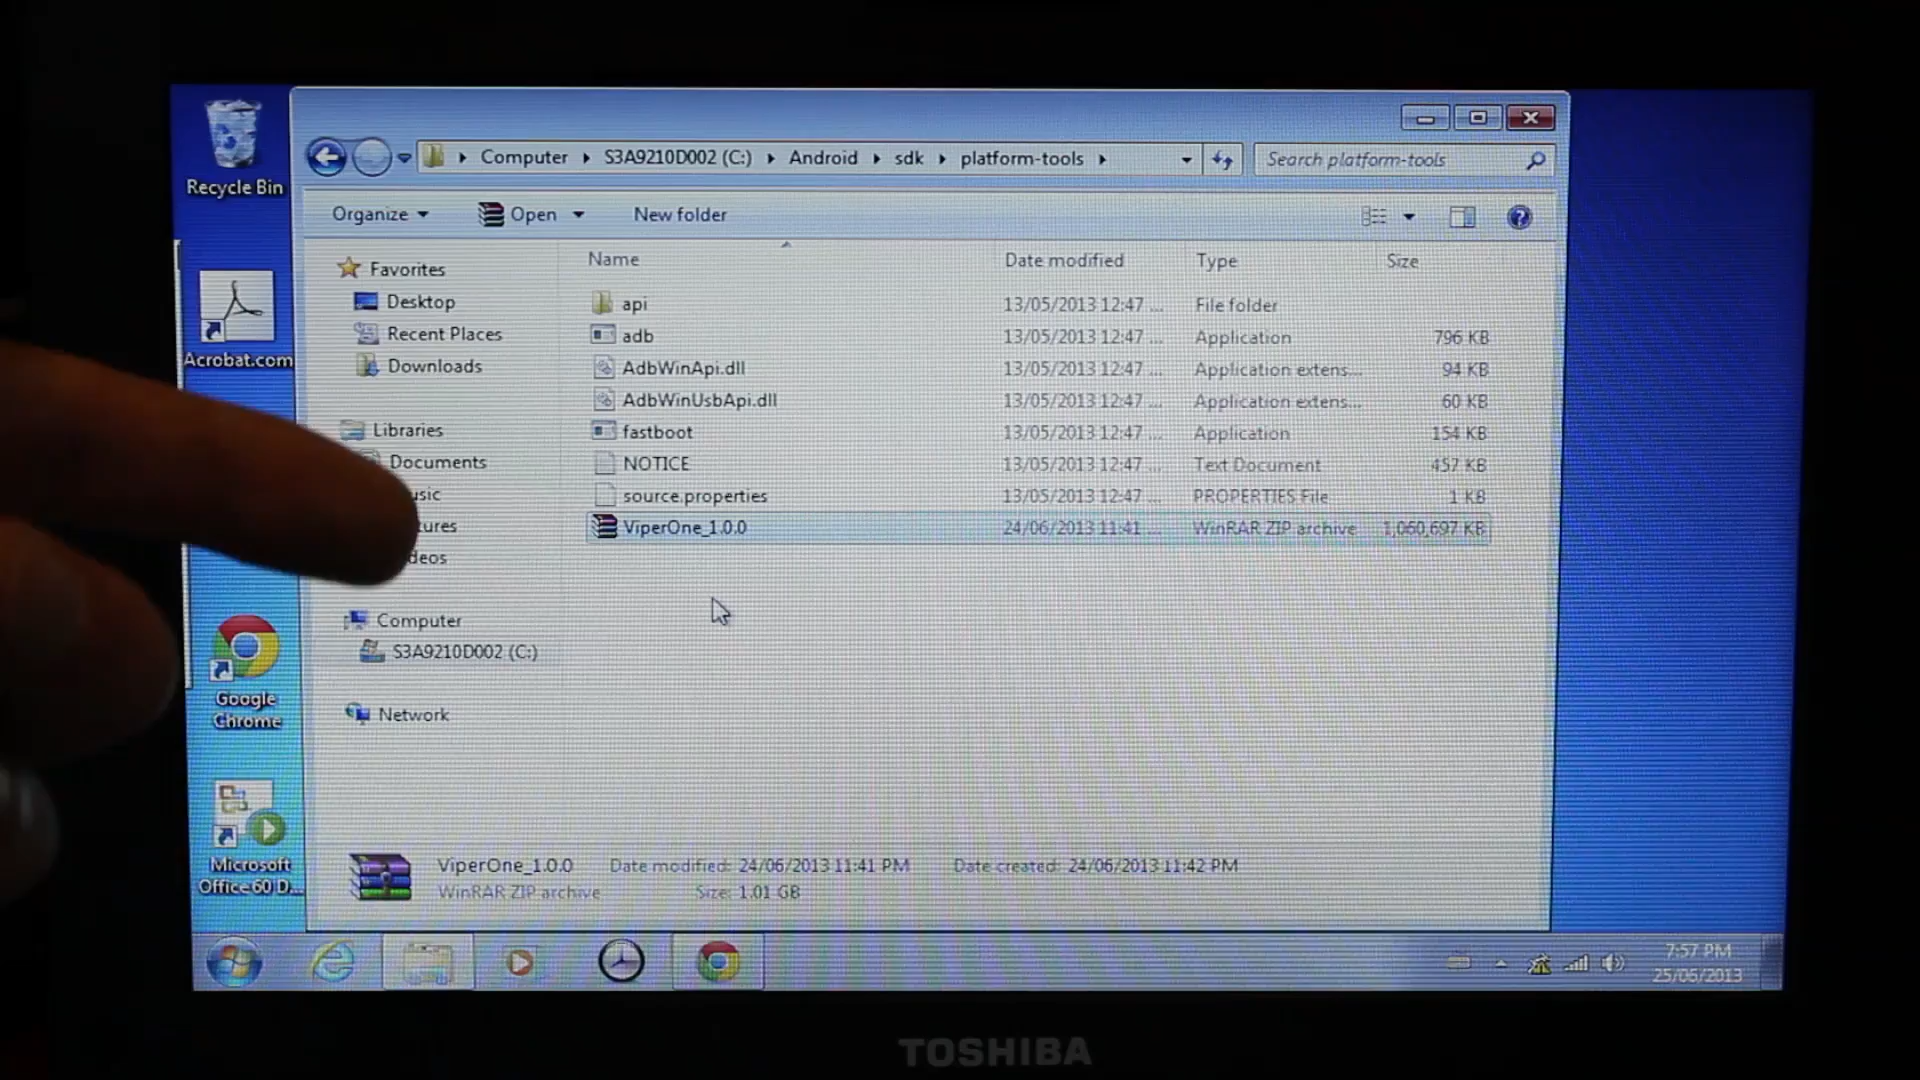 Recycle Bin
Acrobat.com
Google
Chrome
Microsoft
Office 60 D...
Computer
S3A9210D002 (C:)
Android
sdk
platform-tools
Search platform-tools
Organize
Open
New folder
Name
Date modified
Type
Size
Favorites
Desktop
Recent Places
Downloads
Libraries
Documents
usic
tures
deos
Computer
S3A9210D002 (C:)
Network
api 13/05/2013 12:47 ... File folder
adb 13/05/2013 12:47 ... Application 796 KB
AdbWinApi.dll 13/05/2013 12:47 ... Application extens... 94 KB
AdbWinUsbApi.dll 13/05/2013 12:47 ... Application extens... 60 KB
fastboot 13/05/2013 12:47 ... Application 154 KB
NOTICE 13/05/2013 12:47 ... Text Document 457 KB
source.properties 13/05/2013 12:47 ... PROPERTIES File 1 KB
ViperOne_1.0.0 24/06/2013 11:41 ... WinRAR ZIP archive 1,060,697 KB
ViperOne_1.0.0 Date modified: 24/06/2013 11:41 PM Date created: 24/06/2013 11:42 PM
WinRAR ZIP archive Size: 1.01 GB
7:57 PM
25/06/2013
TOSHIBA